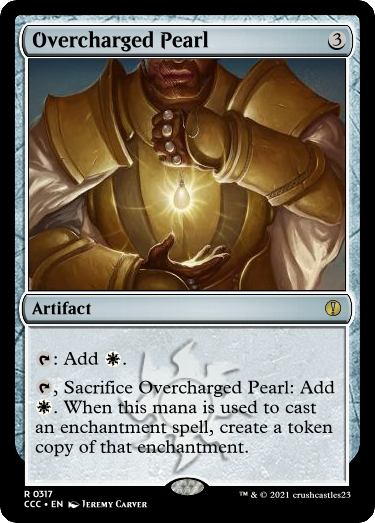 Overcharged Pearl 3
Artifact
: Add .
, Sacrifice Overcharged Pearl: Add
. When this mana is used to cast
an enchantment spell, create a token
copy of that enchantment.
R 0317
CCC • EN Jeremy Carver
™ & © 2021 crushcastles23